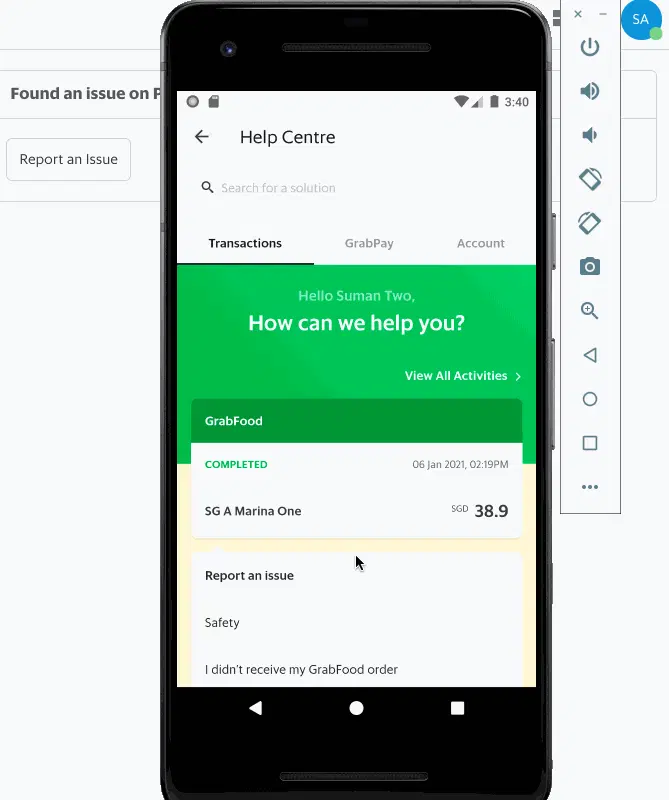 SA
Found an issue on
Report an Issue
3:40
Help Centre
Search for a solution
Transactions
GrabPay
Account
Hello Suman Two,
How can we help you?
View All Activities
GrabFood
COMPLETED
06 Jan 2021, 02:19PM
SG A Marina One
SGD 38.9
Report an issue
Safety
I didn't receive my GrabFood order